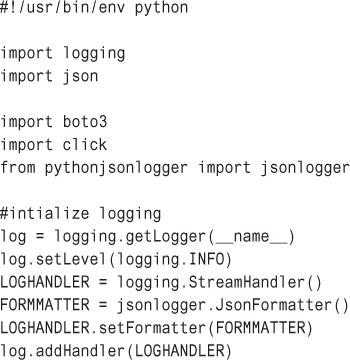 #!/usr/bin/env python
import logging
import json
import boto3
import click
from pythonjsonlogger import jsonlogger
#intialize logging
log = logging.getLogger(__name__)
log.setLevel(logging.INFO)
LOGHANDLER = logging.StreamHandler()
FORMMATTER = jsonlogger.JsonFormatter()
LOGHANDLER.setFormatter(FORMMATTER)
log.addHandler(LOGHANDLER)